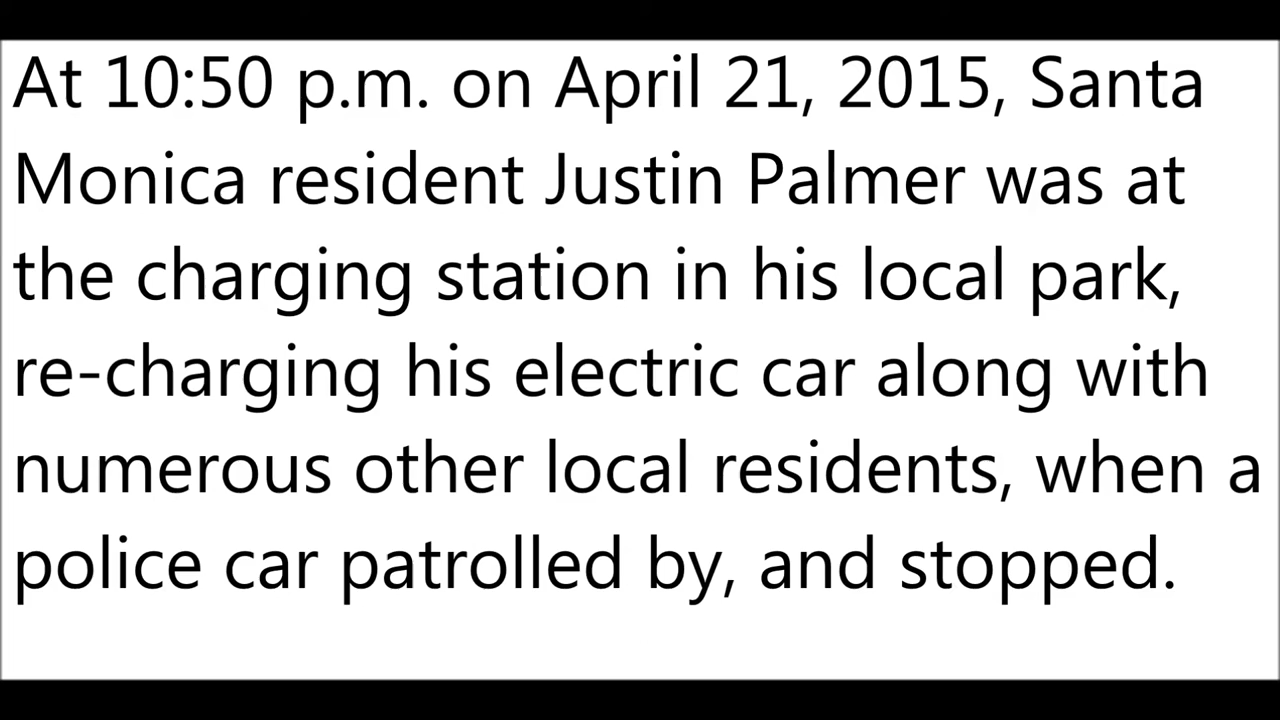 At 10:50 p.m. on April 21, 2015, Santa
Monica resident Justin Palmer was at
the charging station in his local park,
re-charging his electric car along with
numerous other local residents, when a
police car patrolled by, and stopped.